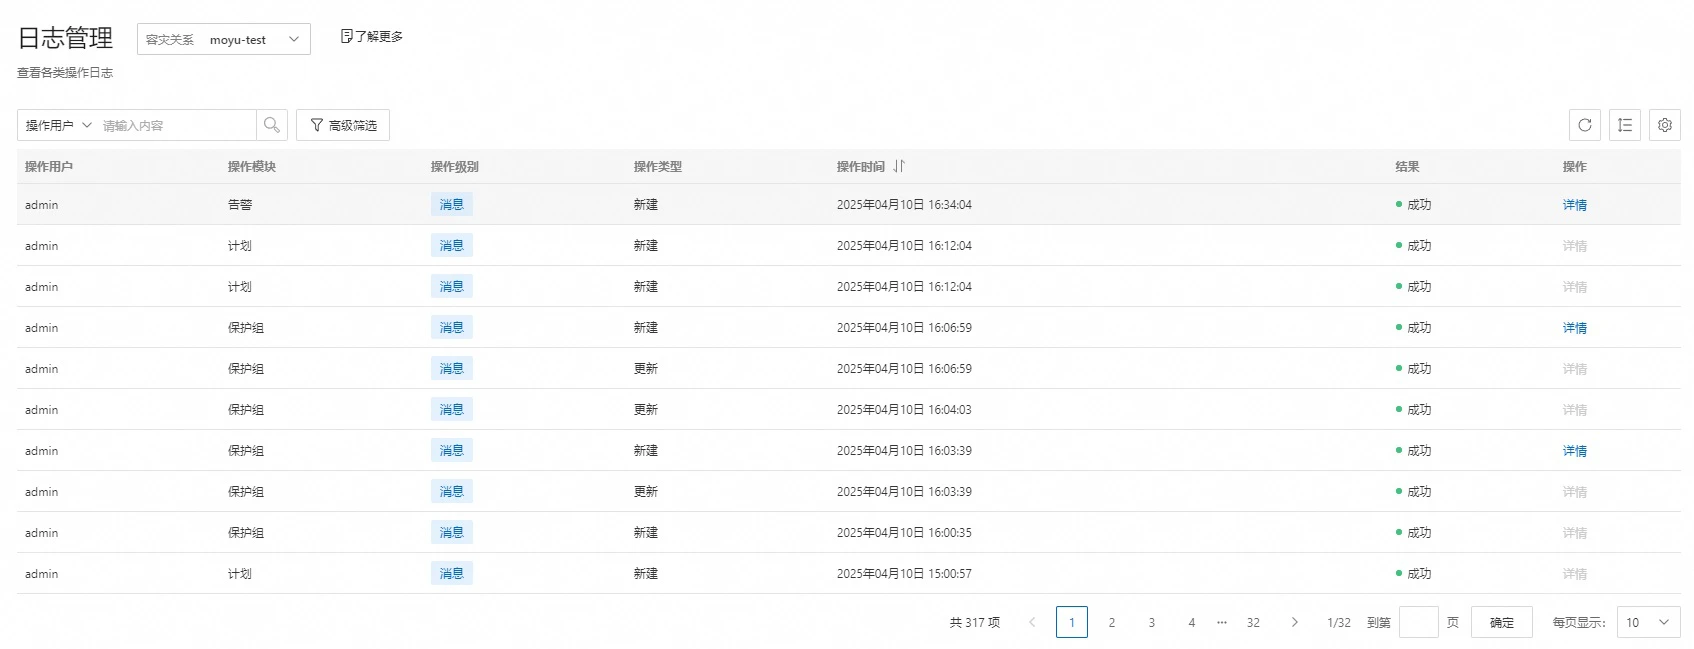 日志管理 容灾关系 moyu-test 了解更多
查看各类操作日志
操作用户 请输入内容 高级筛选
操作用户 操作模块 操作级别 操作类型 操作时间 结果 操作
admin 告警 消息 新建 2025年04月10日 16:34:04 成功 详情
admin 计划 消息 新建 2025年04月10日 16:12:04 成功 详情
admin 计划 消息 新建 2025年04月10日 16:12:04 成功 详情
admin 保护组 消息 新建 2025年04月10日 16:06:59 成功 详情
admin 保护组 消息 更新 2025年04月10日 16:06:59 成功 详情
admin 保护组 消息 更新 2025年04月10日 16:04:03 成功 详情
admin 保护组 消息 新建 2025年04月10日 16:03:39 成功 详情
admin 保护组 消息 更新 2025年04月10日 16:03:39 成功 详情
admin 保护组 消息 新建 2025年04月10日 16:00:35 成功 详情
admin 计划 消息 新建 2025年04月10日 15:00:57 成功 详情
共 317 项 1 2 3 4 ... 32 1/32 到第 页 确定 每页显示: 10